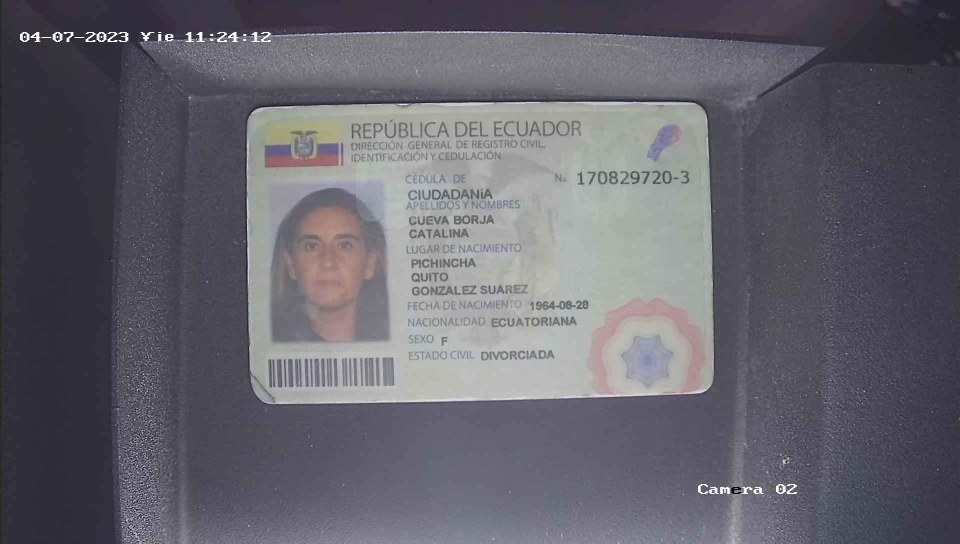 04-07-2023 Vie 11:24:12
REPÚBLICA DEL ECUADOR
DIRECCIÓN GENERAL DE REGISTRO CIVIL,
IDENTIFICACIÓN Y CEDULACIÓN
CÉDULA DE No. 170829720-3
CIUDADANÍA
APELLIDOS Y NOMBRES
CUEVA BORJA
CATALINA
LUGAR DE NACIMIENTO
PICHINCHA
QUITO
GONZALEZ SUAREZ
FECHA DE NACIMIENTO 1964-08-28
NACIONALIDAD ECUATORIANA
SEXO F
ESTADO CIVIL DIVORCIADA
Camera 02